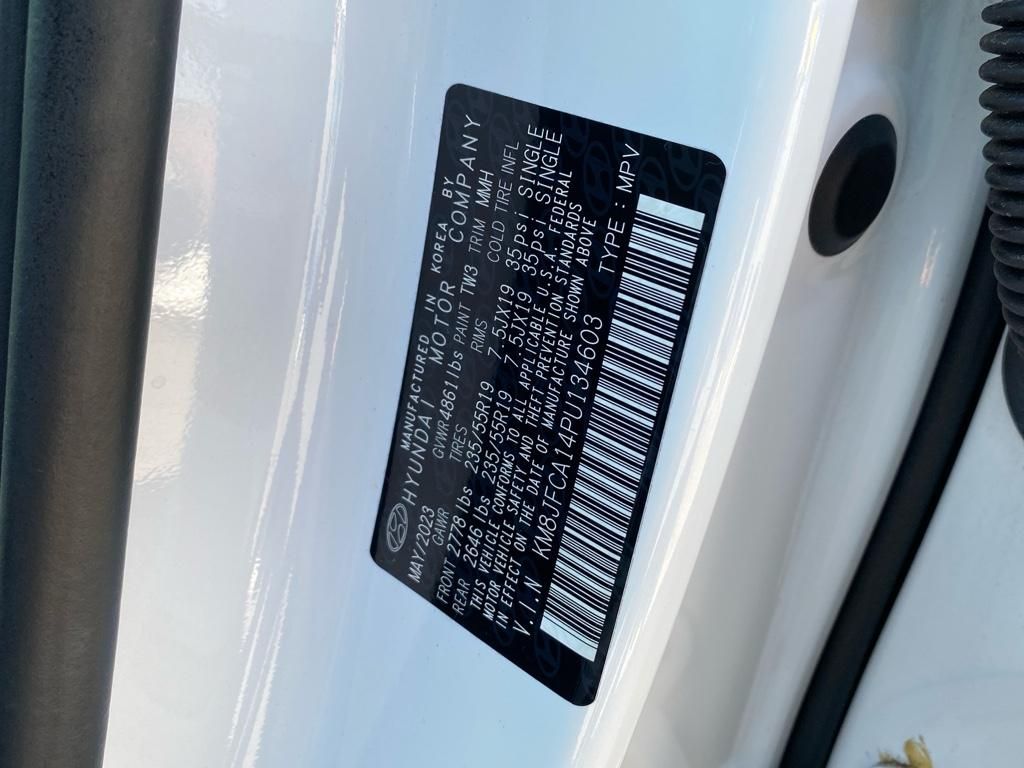 MANUFACTURED IN KOREA BY
HYUNDAI MOTOR COMPANY
MAY/2023 GVWR 4861 lbs PAINT TW3 TRIM MMH
GAWR TIRES RIMS COLD TIRE INFL
FRONT 2778 lbs 235/55R19 7.5JX19 35psi SINGLE
REAR 2646 lbs 235/55R19 7.5JX19 35psi SINGLE
THIS VEHICLE CONFORMS TO ALL APPLICABLE U.S.A. FEDERAL
MOTOR VEHICLE SAFETY AND THEFT PREVENTION STANDARDS
IN EFFECT ON THE DATE OF MANUFACTURE SHOWN ABOVE
V.I.N KM8JFCA14PU134603 TYPE: MPV